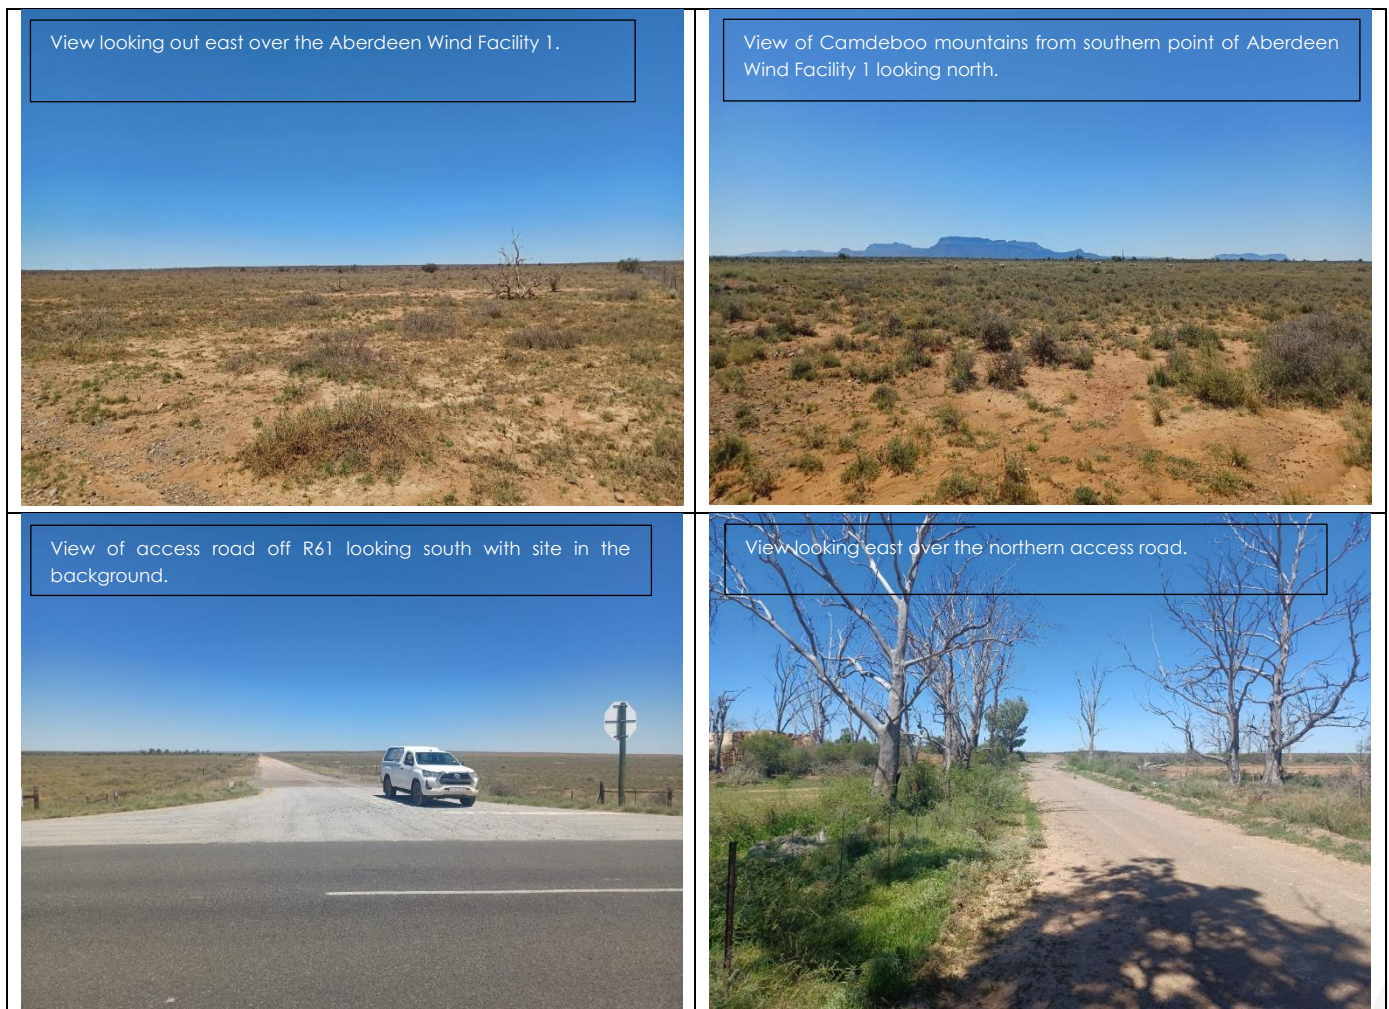 View looking out east over the Aberdeen Wind Facility 1.
View of Camdeboo mountains from southern point of Aberdeen
Wind Facility 1 looking north.
View of access road off R61 looking south with site in the
background.
View looking east over the northern access road.